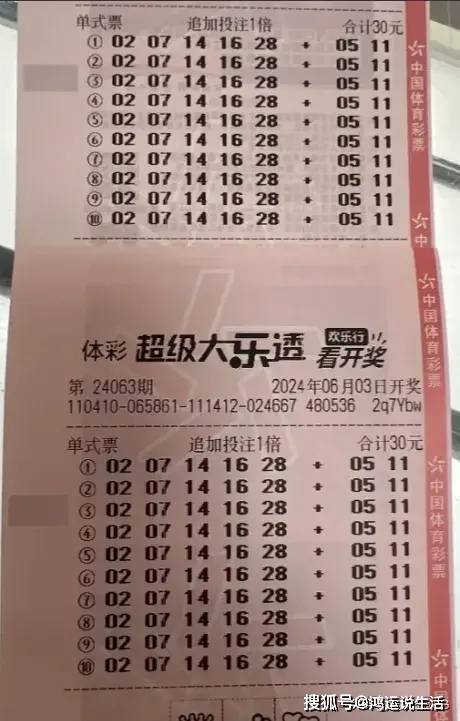 单式票 追加投注1倍 合计30元
① 02 07 14 16 28 + 05 11
② 02 07 14 16 28 + 05 11
③ 02 07 14 16 28 + 05 11
④ 02 07 14 16 28 + 05 11
⑤ 02 07 14 16 28 + 05 11
⑥ 02 07 14 16 28 + 05 11
⑦ 02 07 14 16 28 + 05 11
⑧ 02 07 14 16 28 + 05 11
⑨ 02 07 14 16 28 + 05 11
⑩ 02 07 14 16 28 + 05 11
中国体育彩票
中
体彩 超级大乐透 欢乐行 看开奖
第 24063期 2024年06月03日开奖
110410-065861-111412-024667 480536 2q7Ybw
单式票 追加投注1倍 合计30元
① 02 07 14 16 28 + 05 11
② 02 07 14 16 28 + 05 11
③ 02 07 14 16 28 + 05 11
④ 02 07 14 16 28 + 05 11
⑤ 02 07 14 16 28 + 05 11
⑥ 02 07 14 16 28 + 05 11
⑦ 02 07 14 16 28 + 05 11
⑧ 02 07 14 16 28 + 05 11
⑨ 02 07 14 16 28 + 05 11
⑩ 02 07 14 16 28 + 05 11
中国体育彩票
中国体育彩票
搜狐号@鸿运说生活